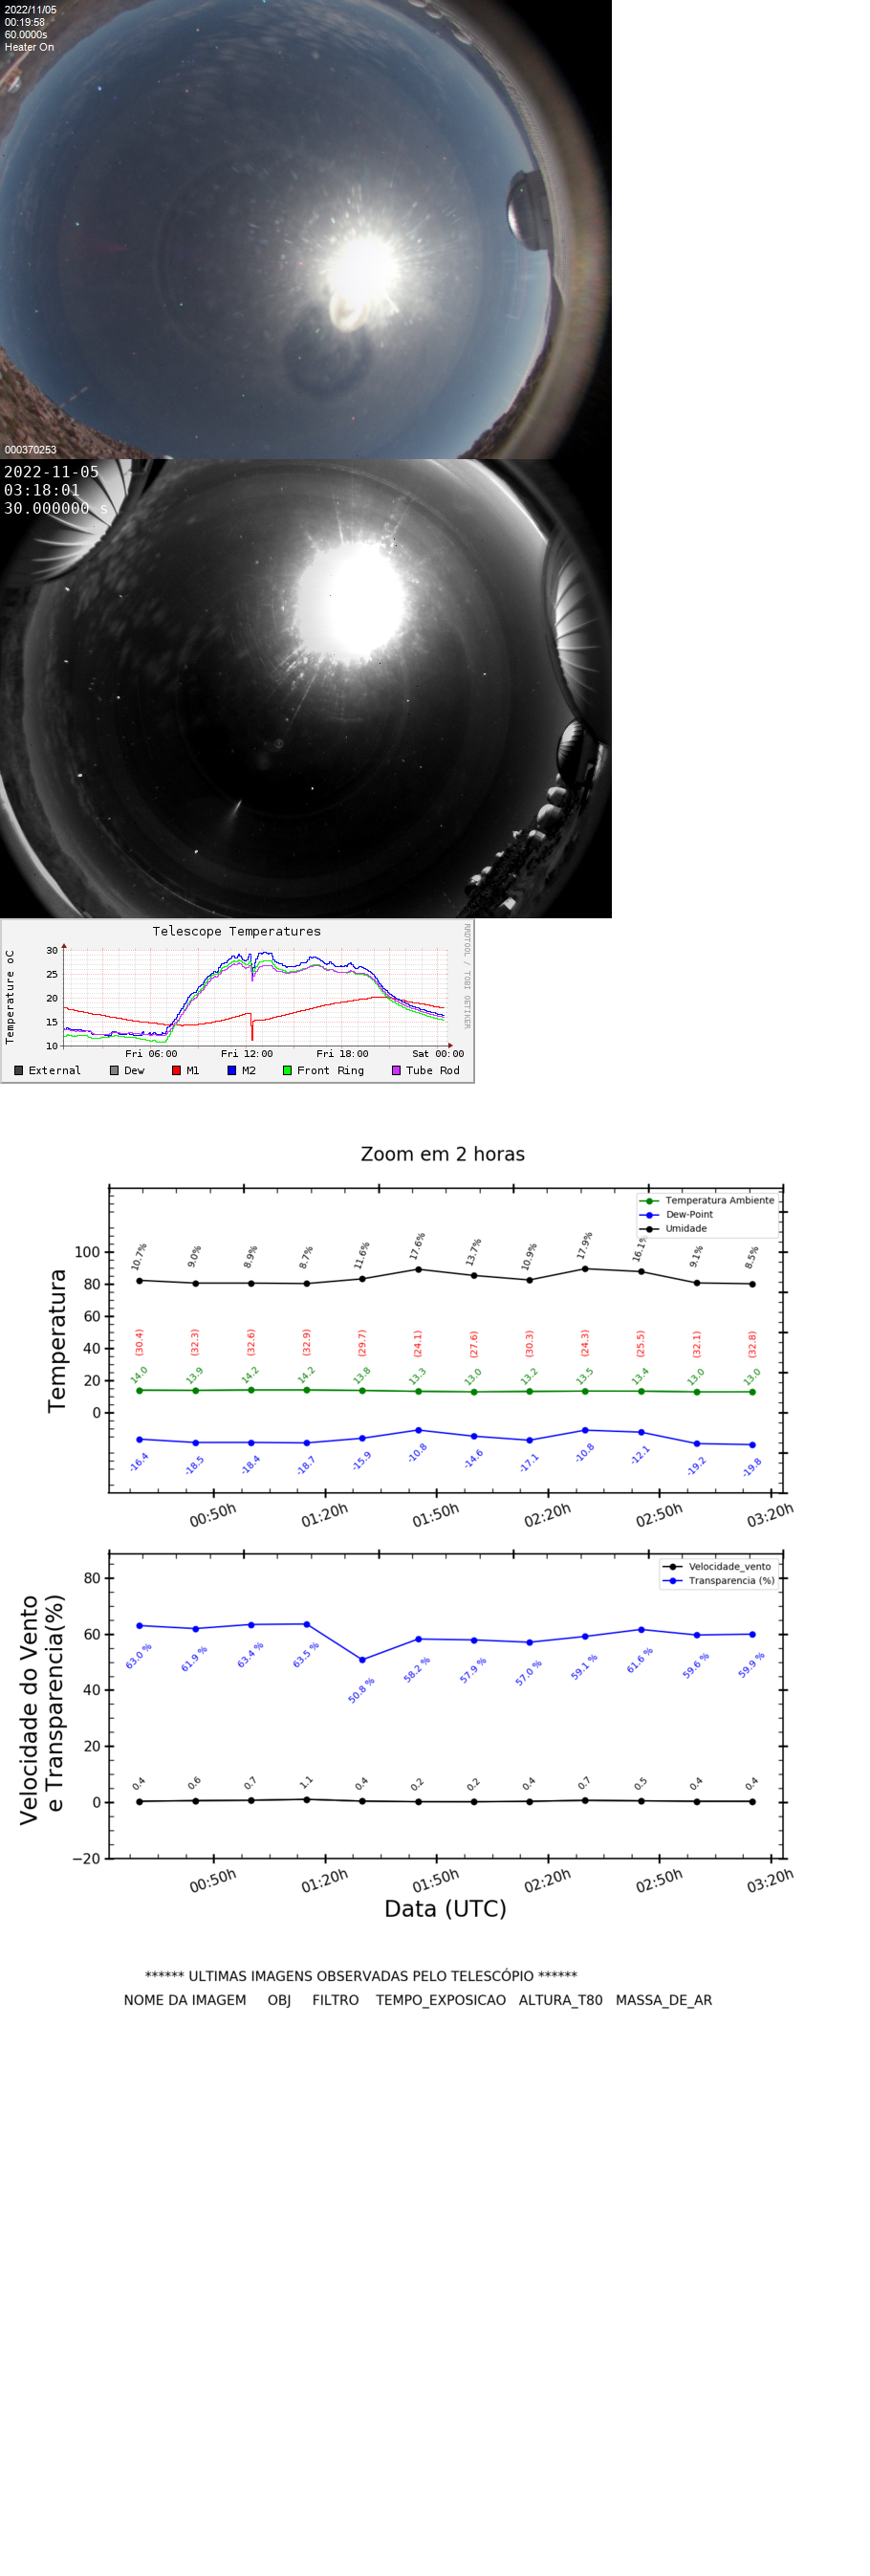 2022/11/05
00:19:58
60.0000s
Heater On
000370253
2022-11-05
03:18:01
30.000000 s
Telescope Temperatures
RRDTOOL / TOBI OETIKER
Temperature oC
30
25
20
15
10
Fri 06:00 Fri 12:00 Fri 18:00 Sat 00:00
External Dew M1 M2 Front Ring Tube Rod
Zoom em 2 horas
Temperatura Ambiente
Dew-Point
Umidade
Temperatura
100
80
60
40
20
0
10.7% 9.0% 8.9% 8.7% 11.6% 17.6% 13.7% 10.9% 17.9% 16.1% 9.1% 8.5%
(30.4) (32.3) (32.6) (32.9) (29.7) (24.1) (27.6) (30.3) (24.3) (25.5) (32.1) (32.8)
14.0 13.9 14.2 14.2 13.8 13.3 13.0 13.2 13.5 13.4 13.0 13.0
-16.4 -18.5 -18.4 -18.7 -15.9 -10.8 -14.6 -17.1 -10.8 -12.1 -19.2 -19.8
00:50h 01:20h 01:50h 02:20h 02:50h 03:20h
Velocidade_vento
Transparencia (%)
Velocidade do Vento
e Transparencia(%)
80
60
40
20
0
−20
63.0 % 61.9 % 63.4 % 63.5 % 50.8 % 58.2 % 57.9 % 57.0 % 59.1 % 61.6 % 59.6 % 59.9 %
0.4 0.6 0.7 1.1 0.4 0.2 0.2 0.4 0.7 0.5 0.4 0.4
00:50h 01:20h 01:50h 02:20h 02:50h 03:20h
Data (UTC)
****** ULTIMAS IMAGENS OBSERVADAS PELO TELESCÓPIO ******
NOME DA IMAGEM OBJ FILTRO TEMPO_EXPOSICAO ALTURA_T80 MASSA_DE_AR